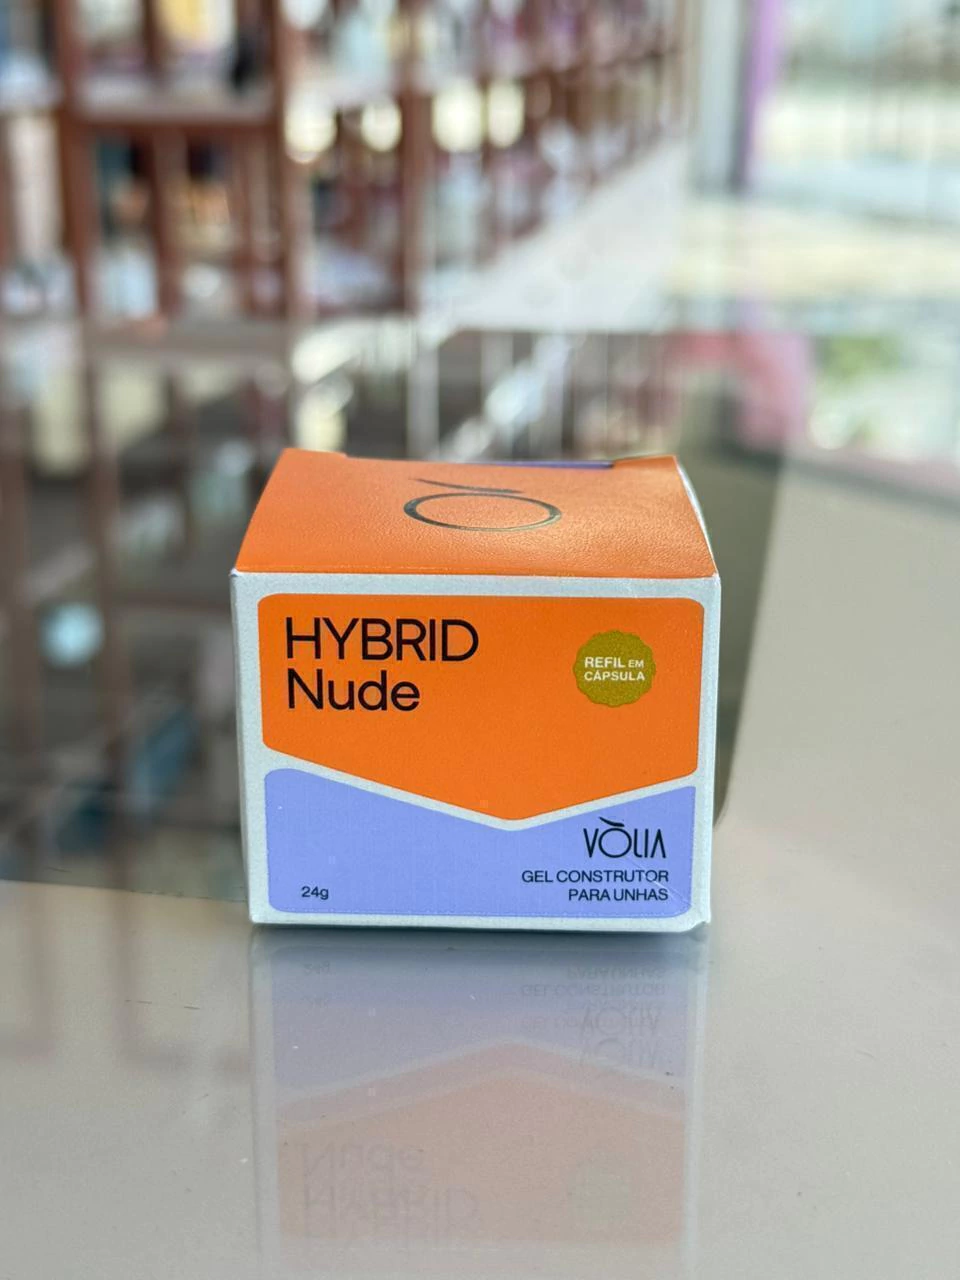 HYBRID
Nude
REFIL EM
CÁPSULA
VÒLIA
GEL CONSTRUTOR
PARA UNHAS
24g